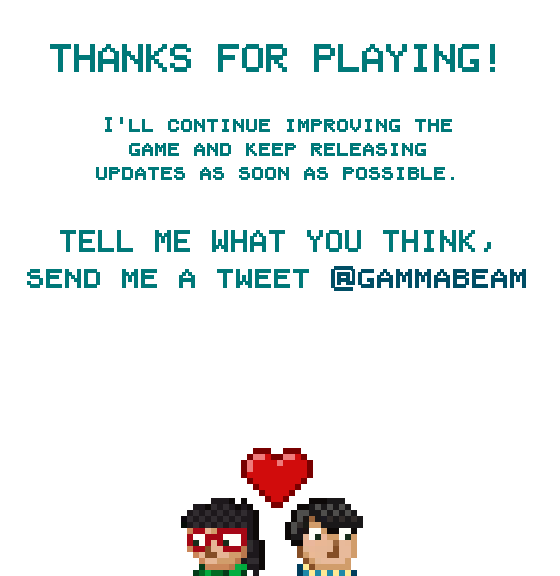 THANKS FOR PLAYING!
I'LL CONTINUE IMPROVING THE
GAME AND KEEP RELEASING
UPDATES AS SOON AS POSSIBLE.
TELL ME WHAT YOU THINK,
SEND ME A TWEET @GAMMABEAM